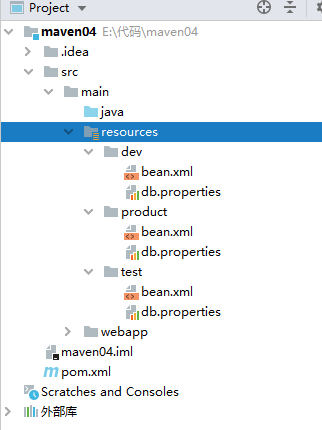 Project
maven04 E:\代码\maven04
.idea
src
main
java
resources
dev
bean.xml
db.properties
product
bean.xml
db.properties
test
bean.xml
db.properties
webapp
maven04.iml
pom.xml
Scratches and Consoles
外部库